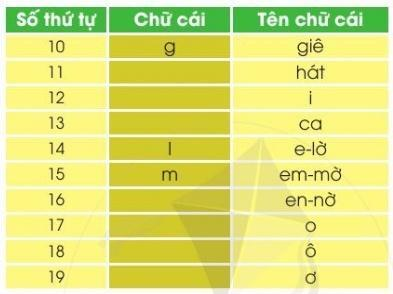 Số thứ tự Chữ cái Tên chữ cái
10 g giê
11 hát
12 i
13 ca
14 l e-lờ
15 m em-mờ
16 en-nờ
17 o
18 ô
19 ơ